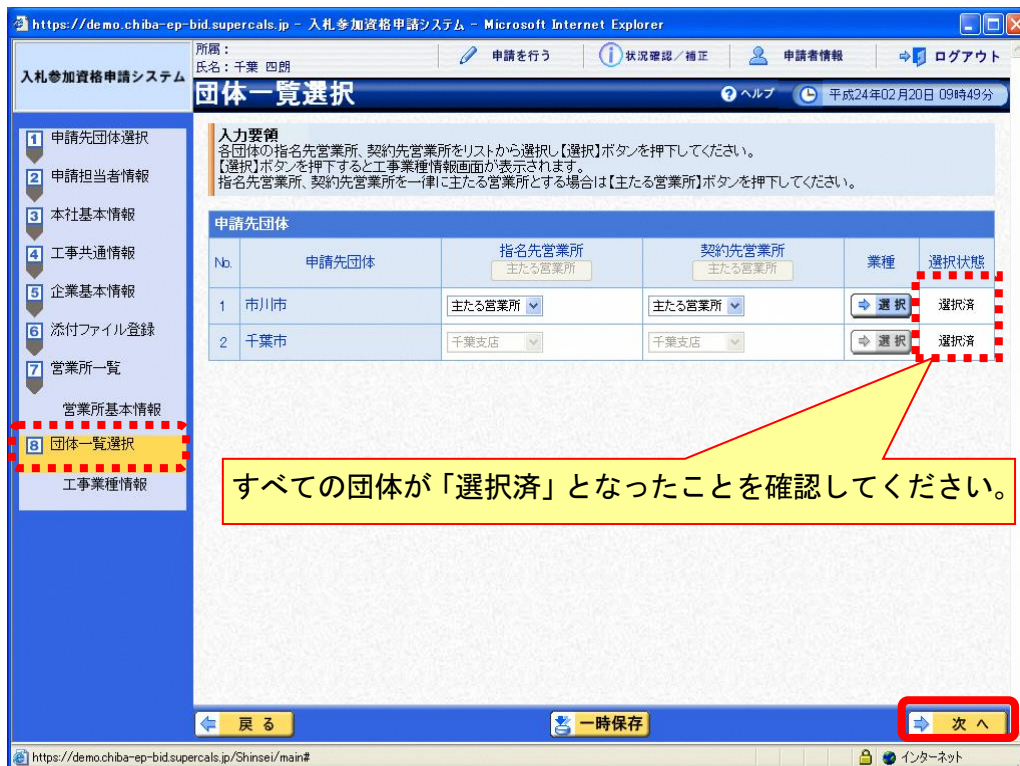 https://demo.chiba-ep-bid.supercals.jp - 入札参加資格申請システム - Microsoft Internet Explorer
入札参加資格申請システム
所属：
氏名：千葉 四朗
申請を行う
状況確認／補正
申請者情報
ログアウト
団体一覧選択
ヘルプ
平成24年02月20日 09時49分
1 申請先団体選択
2 申請担当者情報
3 本社基本情報
4 工事共通情報
5 企業基本情報
6 添付ファイル登録
7 営業所一覧
営業所基本情報
8 団体一覧選択
工事業種情報
入力要領
各団体の指名先営業所、契約先営業所をリストから選択し【選択】ボタンを押下してください。
【選択】ボタンを押下すると工事業種情報画面が表示されます。
指名先営業所、契約先営業所を一律に主たる営業所とする場合は【主たる営業所】ボタンを押下してください。
申請先団体
No. 申請先団体 指名先営業所 契約先営業所 業種 選択状態
主たる営業所 主たる営業所
1 市川市 主たる営業所 主たる営業所 選択 選択済
2 千葉市 千葉支店 千葉支店 選択 選択済
すべての団体が「選択済」となったことを確認してください。
戻る
一時保存
次へ
https://demo.chiba-ep-bid.supercals.jp/Shinsei/main#
インターネット